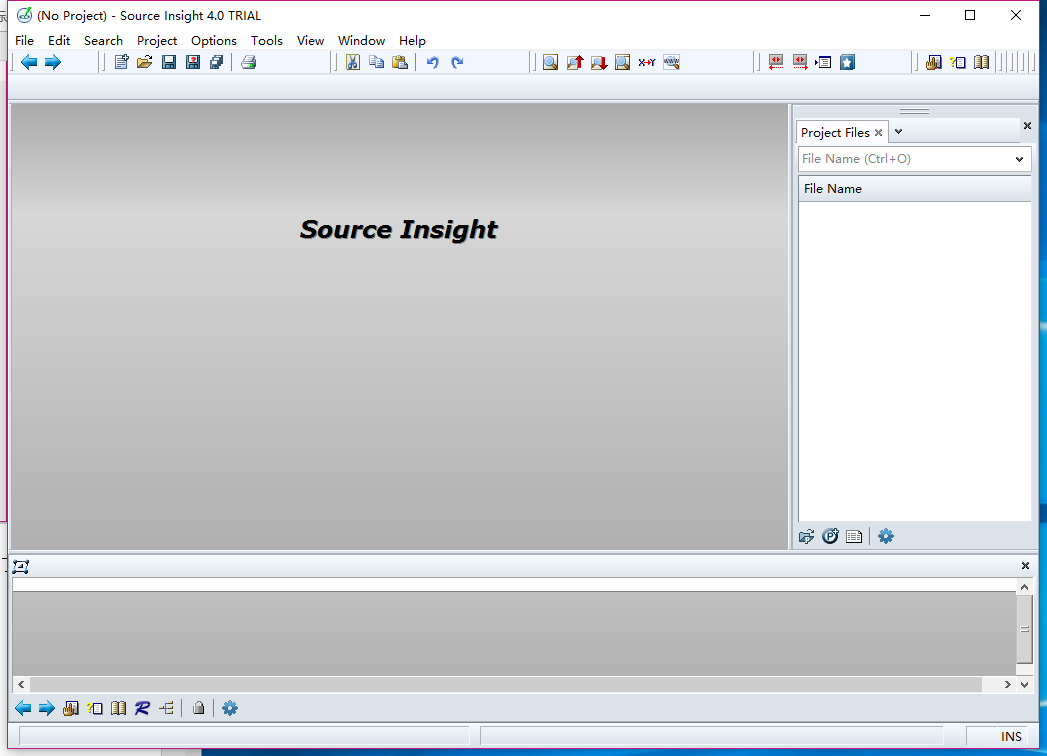 (No Project) - Source Insight 4.0 TRIAL
File Edit Search Project Options Tools View Window Help
X→Y
WWW
Project Files
File Name (Ctrl+O)
File Name
Source Insight
INS